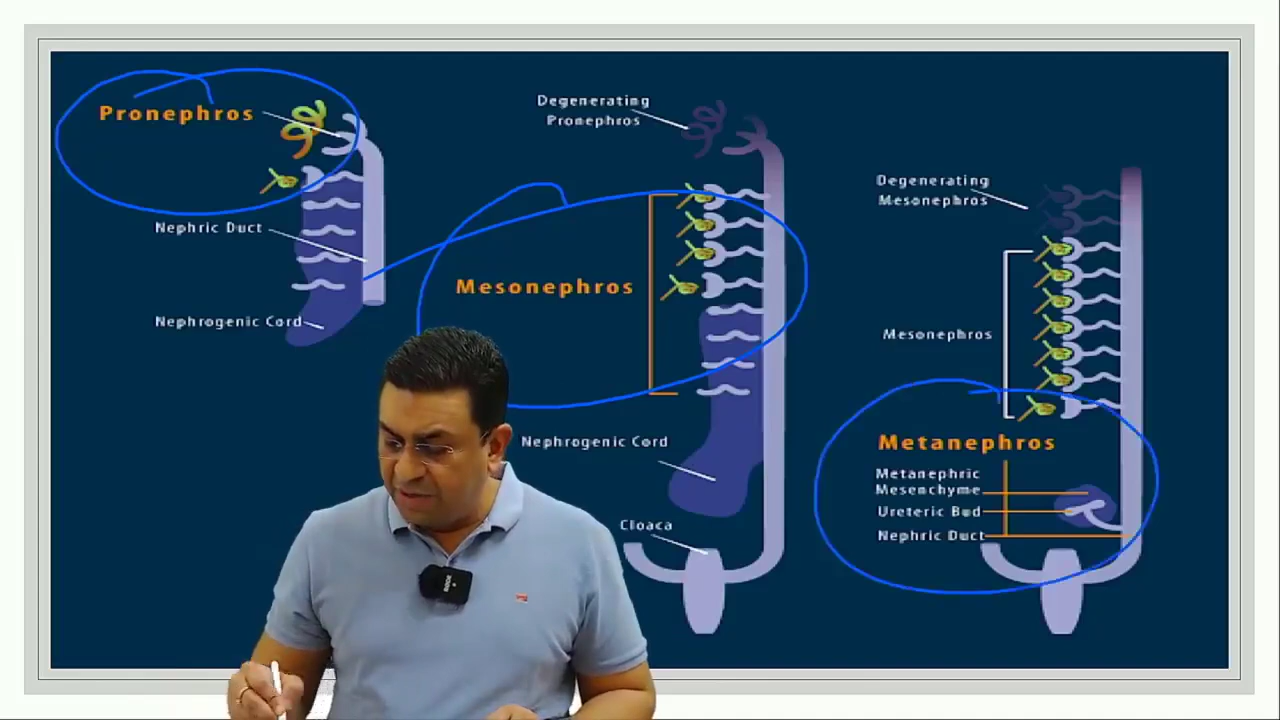 Pronephros
Nephric Duct
Nephrogenic Cord
Degenerating
Pronephros
Mesonephros
Nephrogenic Cord
Cloaca
Degenerating
Mesonephros
Mesonephros
Metanephros
Metanephric
Mesenchyme
Ureteric Bud
Nephric Duct